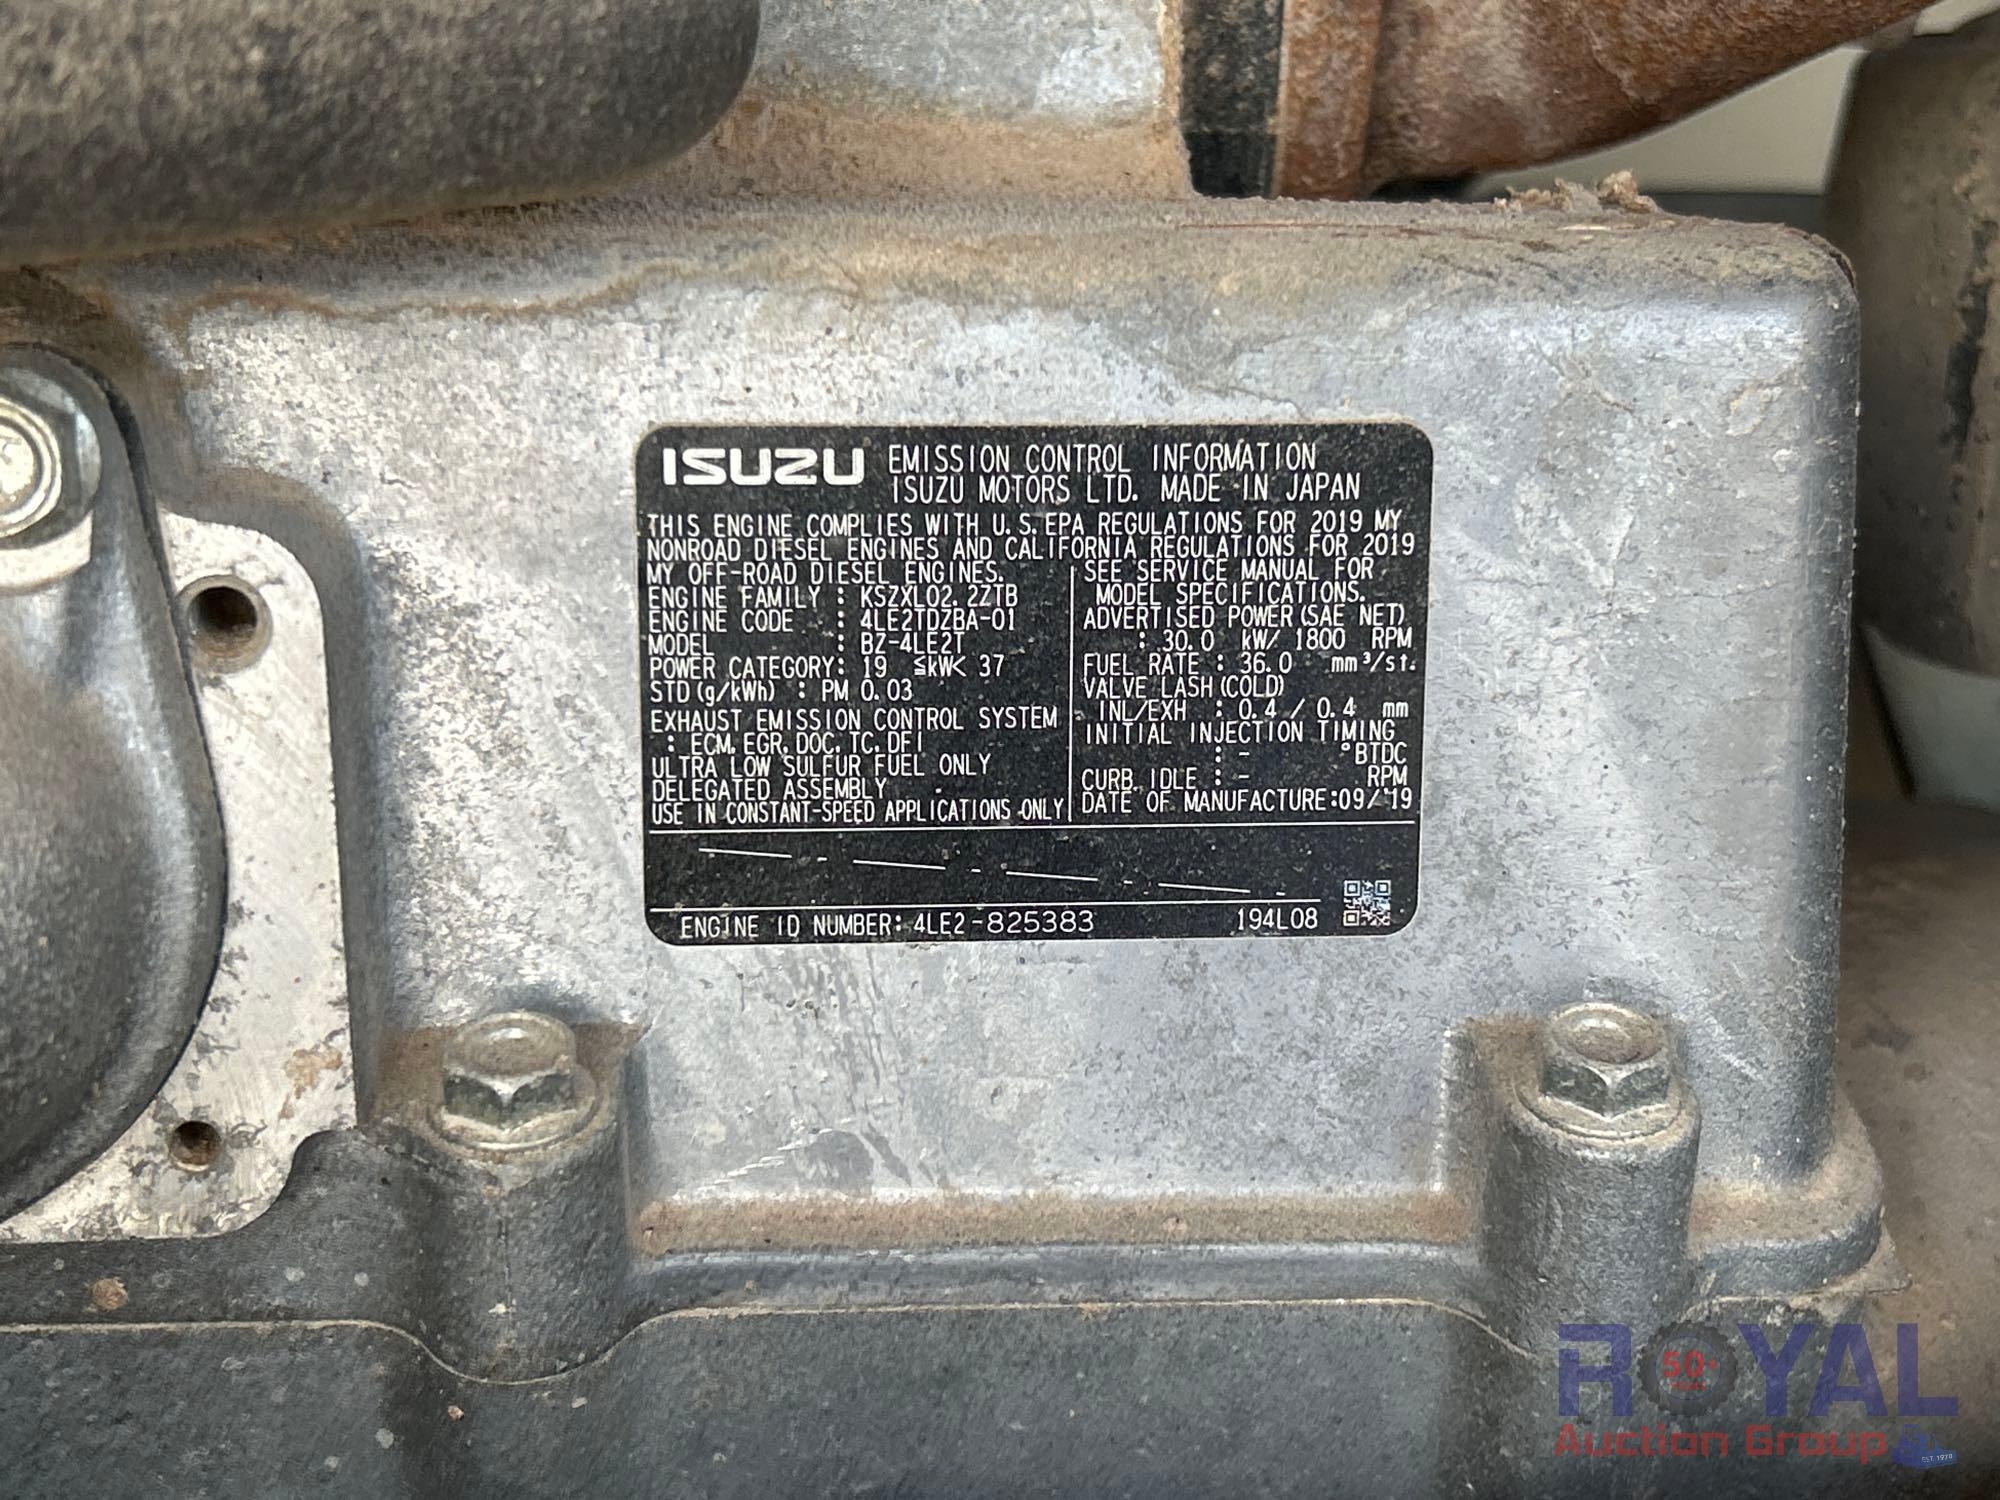 ISUZU EMISSION CONTROL INFORMATION
ISUZU MOTORS LTD. MADE IN JAPAN
THIS ENGINE COMPLIES WITH U.S.EPA REGULATIONS FOR 2019 MY
NONROAD DIESEL ENGINES AND CALIFORNIA REGULATIONS FOR 2019
MY OFF-ROAD DIESEL ENGINES.
ENGINE FAMILY : KSZXL02.2ZTB
ENGINE CODE : 4LE2TDZBA-01
MODEL : BZ-4LE2T
POWER CATEGORY: 19 ≦kW< 37
STD (g/kWh) : PM 0.03
EXHAUST EMISSION CONTROL SYSTEM
: ECM, EGR, DOC, TC, DFI
ULTRA LOW SULFUR FUEL ONLY
DELEGATED ASSEMBLY
USE IN CONSTANT-SPEED APPLICATIONS ONLY
SEE SERVICE MANUAL FOR
MODEL SPECIFICATIONS.
ADVERTISED POWER (SAE NET)
: 30.0 kW/ 1800 RPM
FUEL RATE : 36.0 mm³/st.
VALVE LASH (COLD)
INL/EXH : 0.4 / 0.4 mm
INITIAL INJECTION TIMING
: - °BTDC
CURB. IDLE : - RPM
DATE OF MANUFACTURE:09/'19
ENGINE ID NUMBER: 4LE2-825383 194L08
ROYAL
50+
Auction Group
EST. 1970